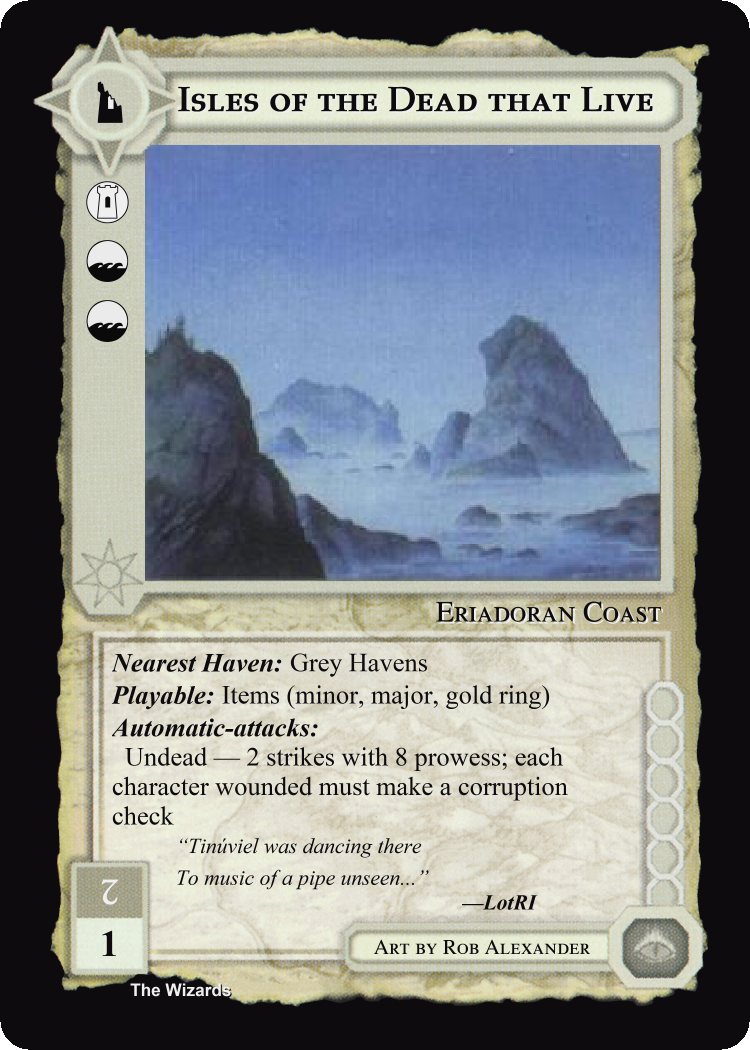 Isles of the Dead that Live
Eriadoran Coast
Nearest Haven: Grey Havens
Playable: Items (minor, major, gold ring)
Automatic-attacks:
Undead — 2 strikes with 8 prowess; each
character wounded must make a corruption
check
“Tinúviel was dancing there
To music of a pipe unseen...”
—LotRI
2
1
Art by Rob Alexander
The Wizards